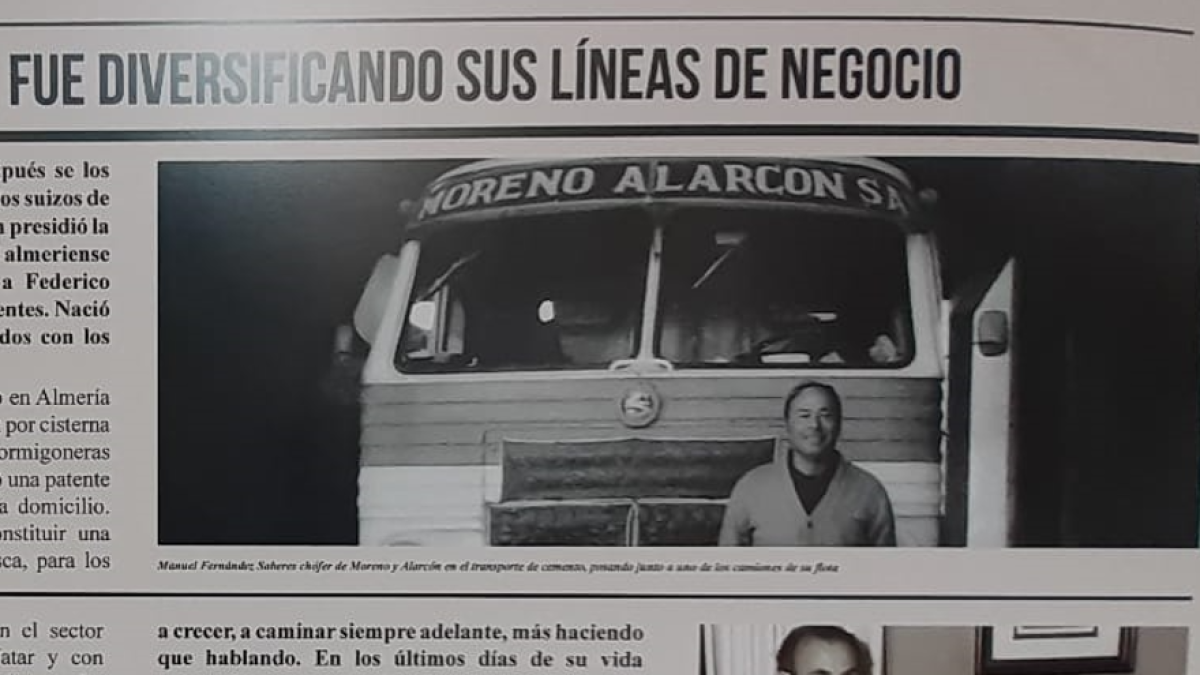 FUE DIVERSIFICANDO SUS LÍNEAS DE NEGOCIO
pués se los
os suizos de
presidió la
almeriense
a Federico
entes. Nació
dos con los
en Almería
por cisterna
ormigoneras
una patente
a domicilio.
onstituir una
sca, para los
MORENO ALARCON SA
Manuel Fernández Saberes chófer de Moreno y Alarcón en el transporte de cemento, posando junto a uno de los camiones de su flota
n el sector
atar y con
a crecer, a caminar siempre adelante, más haciendo
que hablando. En los últimos días de su vida